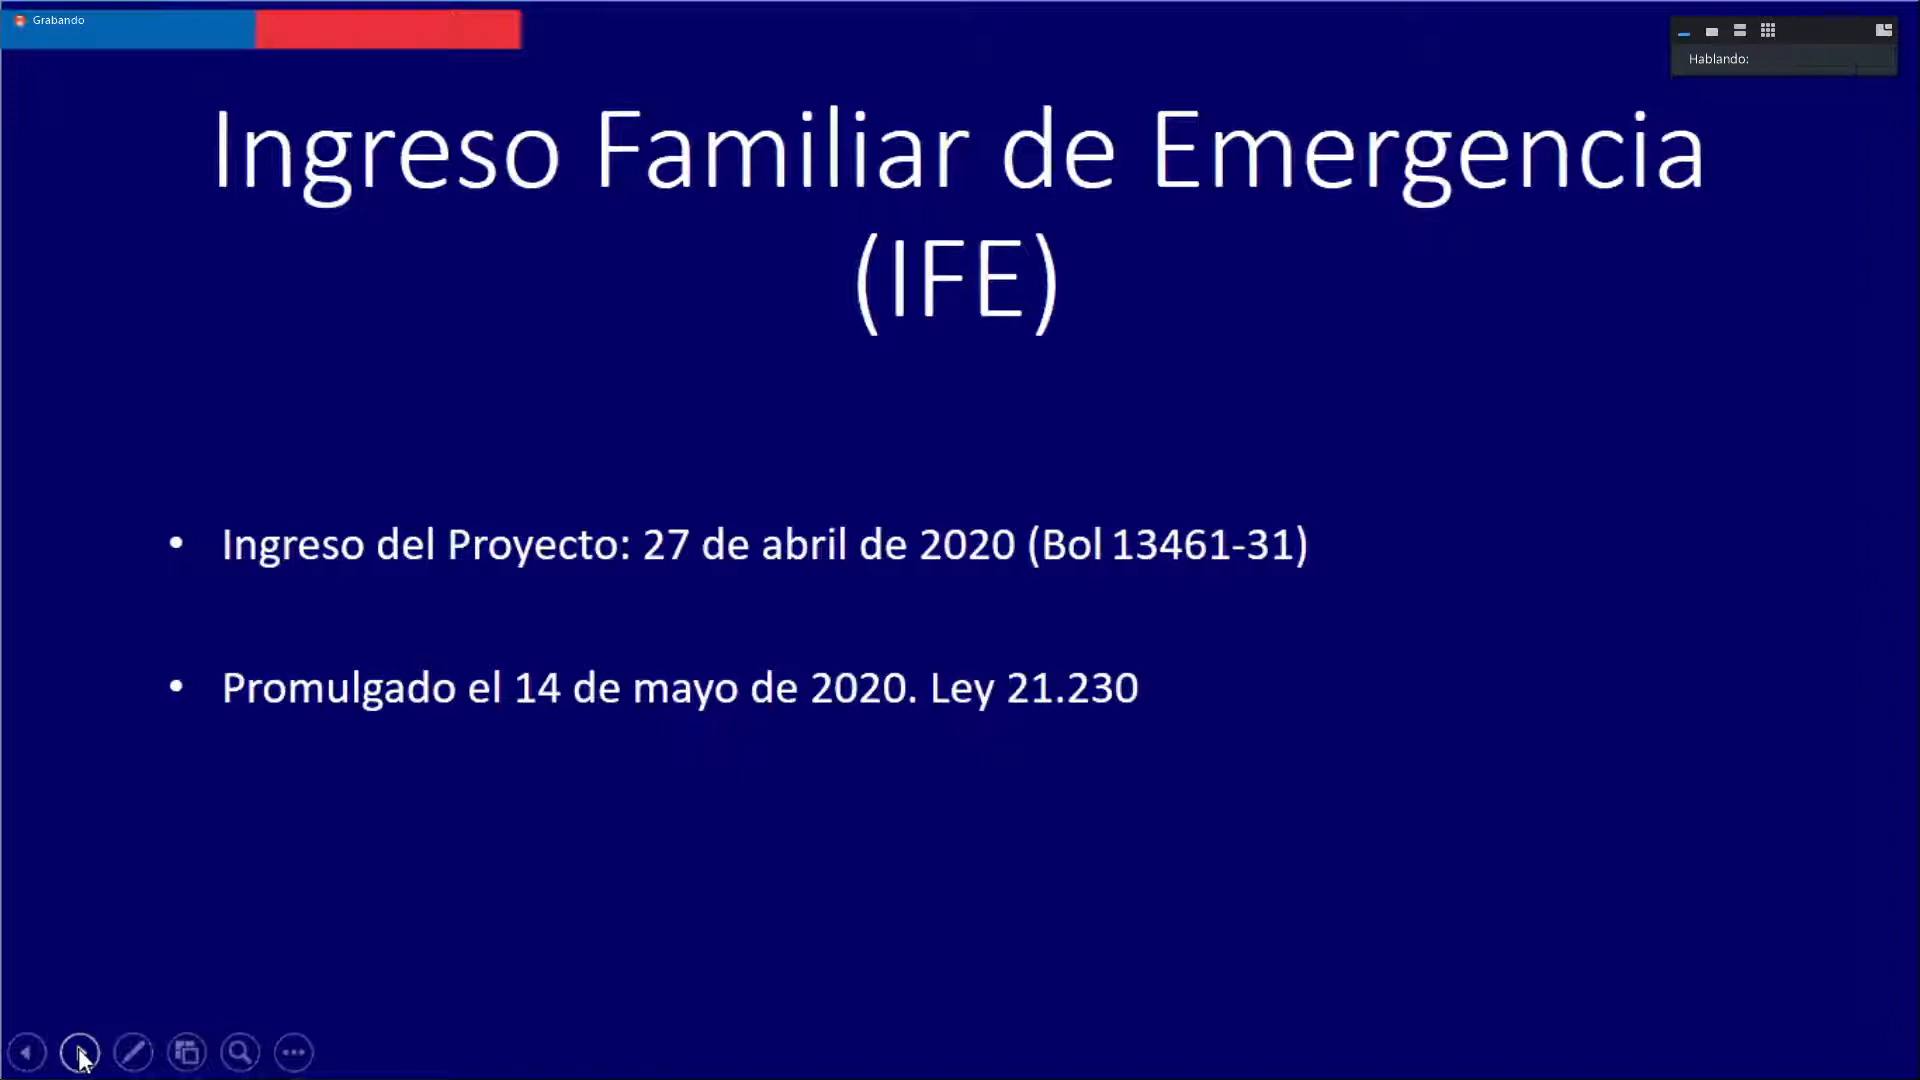 Grabando
Hablando:
Ingreso Familiar de Emergencia
(IFE)
• Ingreso del Proyecto: 27 de abril de 2020 (Bol 13461-31)
• Promulgado el 14 de mayo de 2020. Ley 21.230